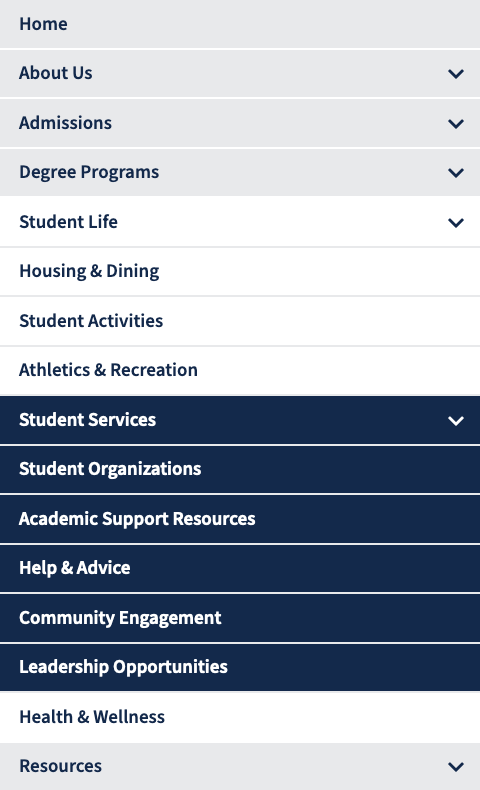 Home
About Us
Admissions
Degree Programs
Student Life
Housing & Dining
Student Activities
Athletics & Recreation
Student Services
Student Organizations
Academic Support Resources
Help & Advice
Community Engagement
Leadership Opportunities
Health & Wellness
Resources